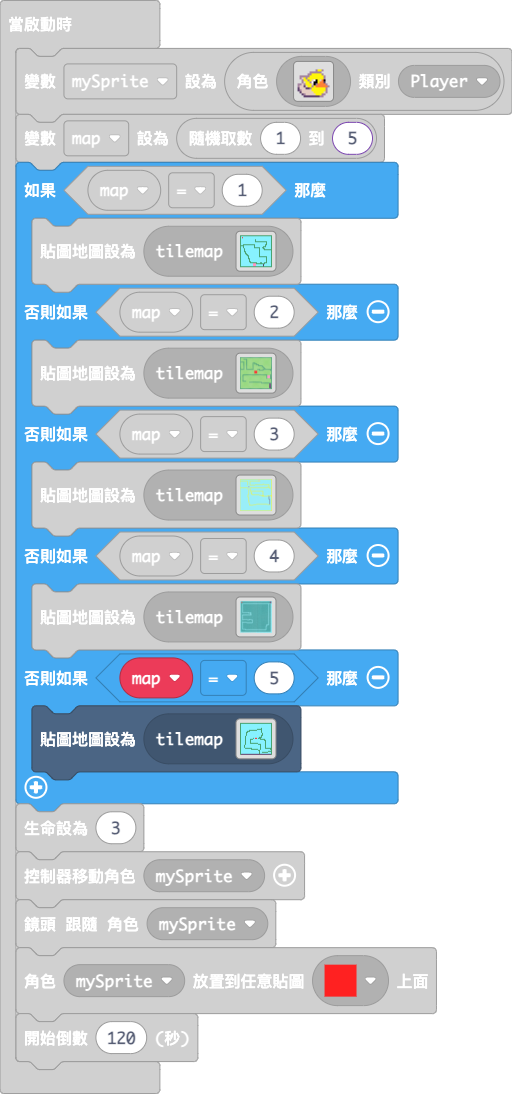 當啟動時
變數 mySprite 設為 角色 類別 Player
變數 map 設為 隨機取數 1 到 5
如果 map = 1 那麼
貼圖地圖設為 tilemap
否則如果 map = 2 那麼
貼圖地圖設為 tilemap
否則如果 map = 3 那麼
貼圖地圖設為 tilemap
否則如果 map = 4 那麼
貼圖地圖設為 tilemap
否則如果 map = 5 那麼
貼圖地圖設為 tilemap
生命設為 3
控制器移動角色 mySprite
鏡頭 跟隨 角色 mySprite
角色 mySprite 放置到任意貼圖 上面
開始倒數 120 (秒)